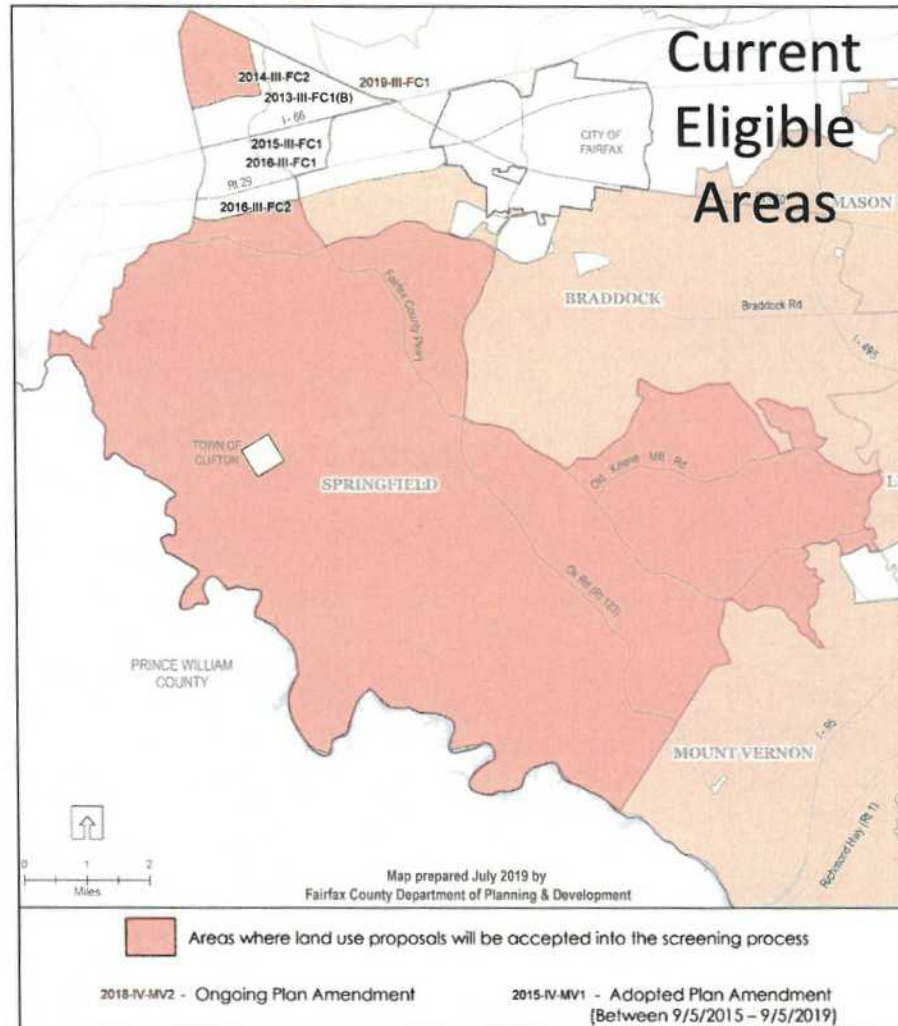 Current
Eligible
Areas
2014-III-FC2
2019-III-FC1
2013-III-FC1(B)
I - 66
CITY OF
FAIRFAX
2015-III-FC1
2016-III-FC1
Rt 29
MASON
2016-III-FC2
Fairfax County Pkwy
BRADDOCK
Braddock Rd
I - 495
TOWN OF
CLIFTON
SPRINGFIELD
Old Keene Mill Rd
Ox Rd (Rt 123)
PRINCE WILLIAM
COUNTY
MOUNT VERNON
I - 95
Richmond Hwy (Rt 1)
0 1 2
Miles
Map prepared July 2019 by
Fairfax County Department of Planning & Development
Areas where land use proposals will be accepted into the screening process
2018-IV-MV2 - Ongoing Plan Amendment
2015-IV-MV1 - Adopted Plan Amendment
(Between 9/5/2015 – 9/5/2019)